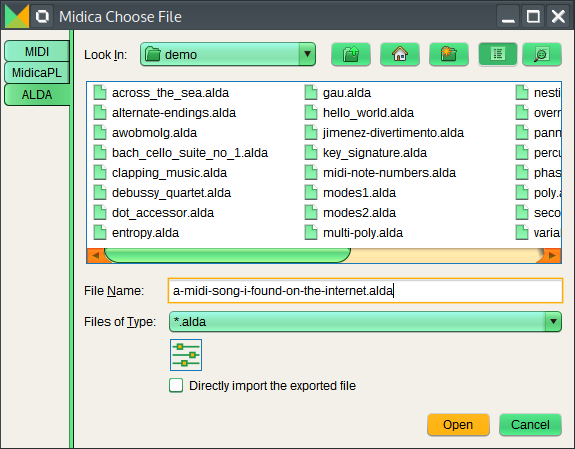 Midica Choose File
MIDI
MidicaPL
ALDA
Look In: demo
across_the_sea.alda gau.alda nesti
alternate-endings.alda hello_world.alda overr
awobmolg.alda jimenez-divertimento.alda pann
bach_cello_suite_no_1.alda key_signature.alda percu
clapping_music.alda midi-note-numbers.alda phas
debussy_quartet.alda modes1.alda poly.a
dot_accessor.alda modes2.alda seco
entropy.alda multi-poly.alda varial
File Name: a-midi-song-i-found-on-the-internet.alda
Files of Type: *.alda
Directly import the exported file
Open Cancel